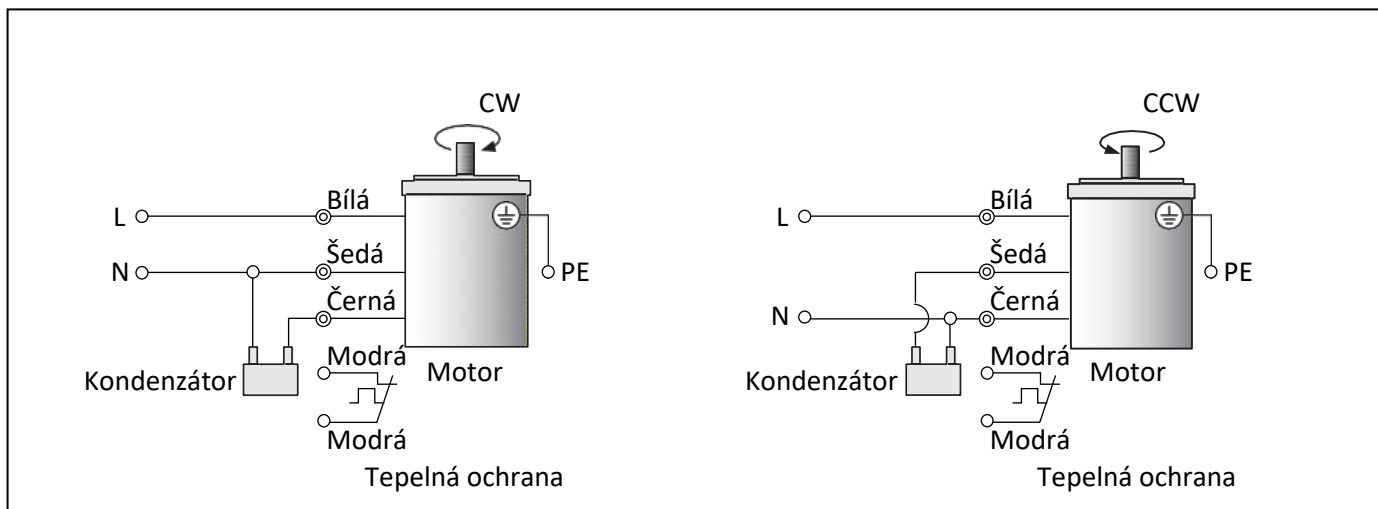 CW
L
Bílá
N
Šedá
PE
Černá
Kondenzátor
Modrá
Motor
Modrá
Tepelná ochrana
CCW
L
Bílá
Šedá
PE
N
Černá
Kondenzátor
Modrá
Motor
Modrá
Tepelná ochrana